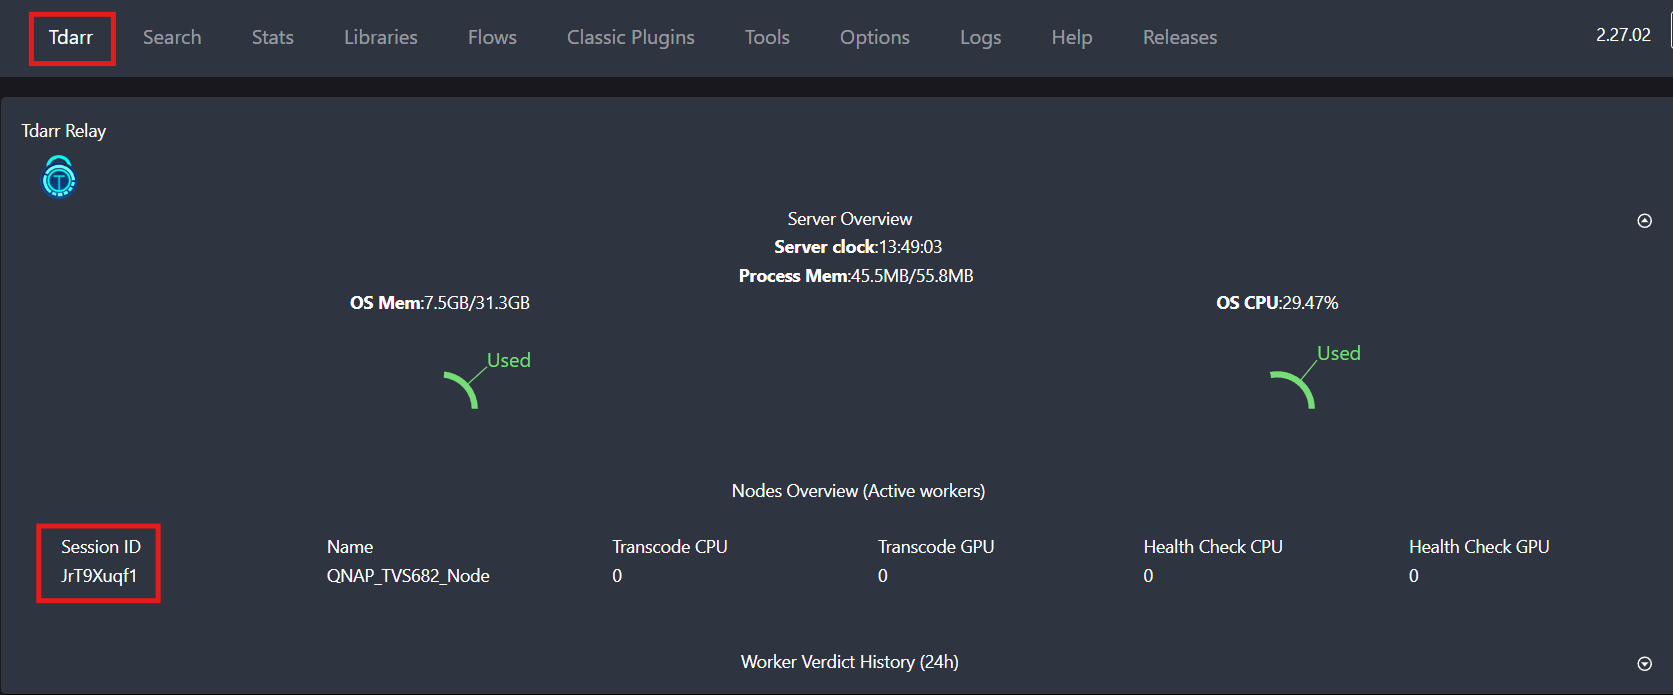 Tdarr Search Stats Libraries Flows Classic Plugins Tools Options Logs Help Releases 2.27.02
Tdarr Relay
T
Server Overview
Server clock:13:49:03
Process Mem:45.5MB/55.8MB
OS Mem:7.5GB/31.3GB OS CPU:29.47%
Used Used
Nodes Overview (Active workers)
Session ID Name Transcode CPU Transcode GPU Health Check CPU Health Check GPU
JrT9Xuqf1 QNAP_TVS682_Node 0 0 0 0
Worker Verdict History (24h)